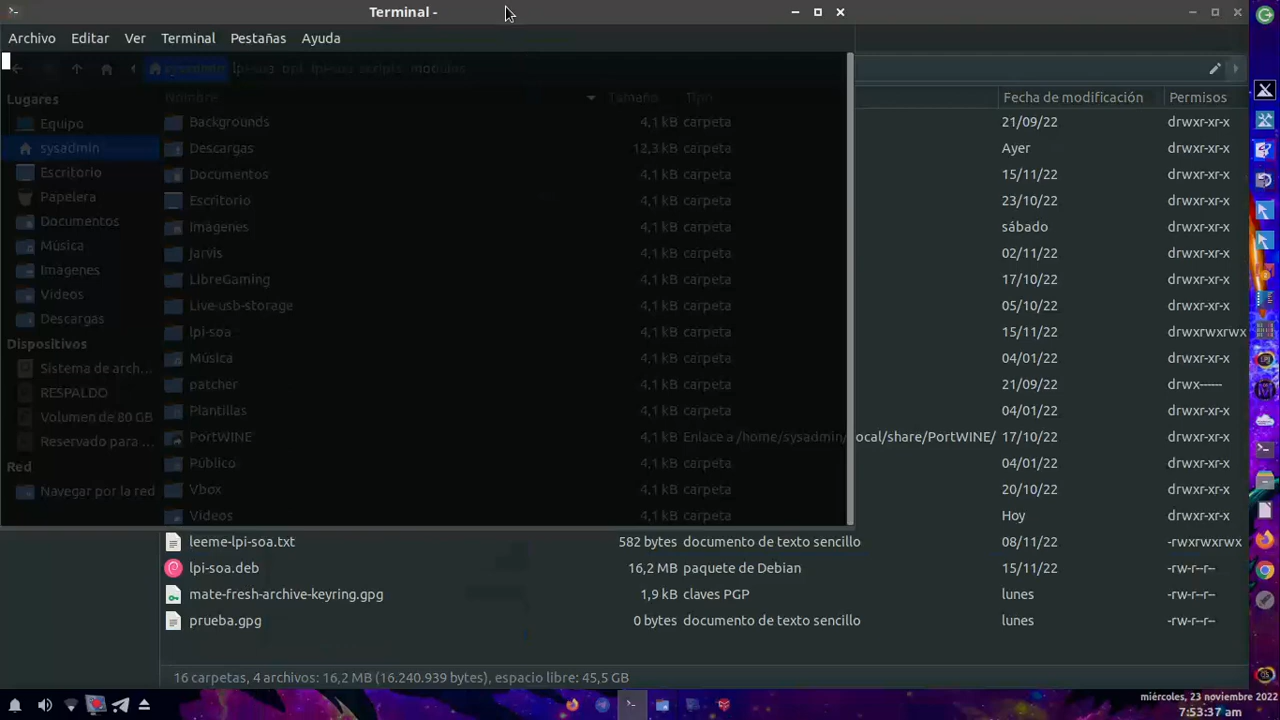 Terminal -
Archivo Editar Ver Terminal Pestañas Ayuda
sysadmin lpi-soa ppt lpi-soa scripts modulos
Lugares
Equipo
sysadmin
Escritorio
Papelera
Documentos
Música
Imágenes
Vídeos
Descargas
Dispositivos
Sistema de arch...
RESPALDO
Volumen de 80 GB
Reservado para ...
Red
Navegar por la red
Nombre Tamaño Tipo Fecha de modificación Permisos
Backgrounds 4,1 kB carpeta 21/09/22 drwxr-xr-x
Descargas 12,3 kB carpeta Ayer drwxr-xr-x
Documentos 4,1 kB carpeta 15/11/22 drwxr-xr-x
Escritorio 4,1 kB carpeta 23/10/22 drwxr-xr-x
Imágenes 4,1 kB carpeta sábado drwxr-xr-x
Jarvis 4,1 kB carpeta 02/11/22 drwxr-xr-x
LibreGaming 4,1 kB carpeta 17/10/22 drwxr-xr-x
Live-usb-storage 4,1 kB carpeta 05/10/22 drwxr-xr-x
lpi-soa 4,1 kB carpeta 15/11/22 drwxrwxrwx
Música 4,1 kB carpeta 04/01/22 drwxr-xr-x
patcher 4,1 kB carpeta 21/09/22 drwx------
Plantillas 4,1 kB carpeta 04/01/22 drwxr-xr-x
PortWINE 4,1 kB Enlace a /home/sysadmin/.local/share/PortWINE/ 17/10/22 drwxr-xr-x
Público 4,1 kB carpeta 04/01/22 drwxr-xr-x
Vbox 4,1 kB carpeta 20/10/22 drwxr-xr-x
Vídeos 4,1 kB carpeta Hoy drwxr-xr-x
leeme-lpi-soa.txt 582 bytes documento de texto sencillo 08/11/22 -rwxrwxrwx
lpi-soa.deb 16,2 MB paquete de Debian 15/11/22 -rw-r--r--
mate-fresh-archive-keyring.gpg 1,9 kB claves PGP lunes -rw-r--r--
prueba.gpg 0 bytes documento de texto sencillo lunes -rw-r--r--
16 carpetas, 4 archivos: 16,2 MB (16.240.939 bytes), espacio libre: 45,5 GB
miércoles, 23 noviembre 2022
7:53:37 am